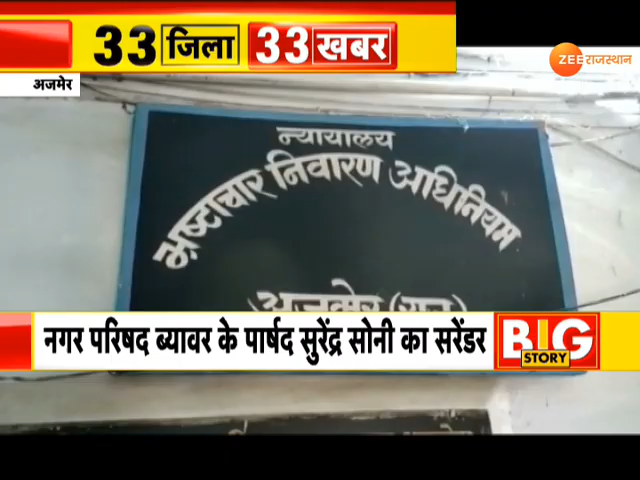 33 जिला 33 खबर
ZEE राजस्थान
अजमेर
न्यायालय
भ्रष्टाचार निवारण अधिनियम
अजमेर (राज.)
नगर परिषद ब्यावर के पार्षद सुरेंद्र सोनी का सरेंडर
BIG
STORY